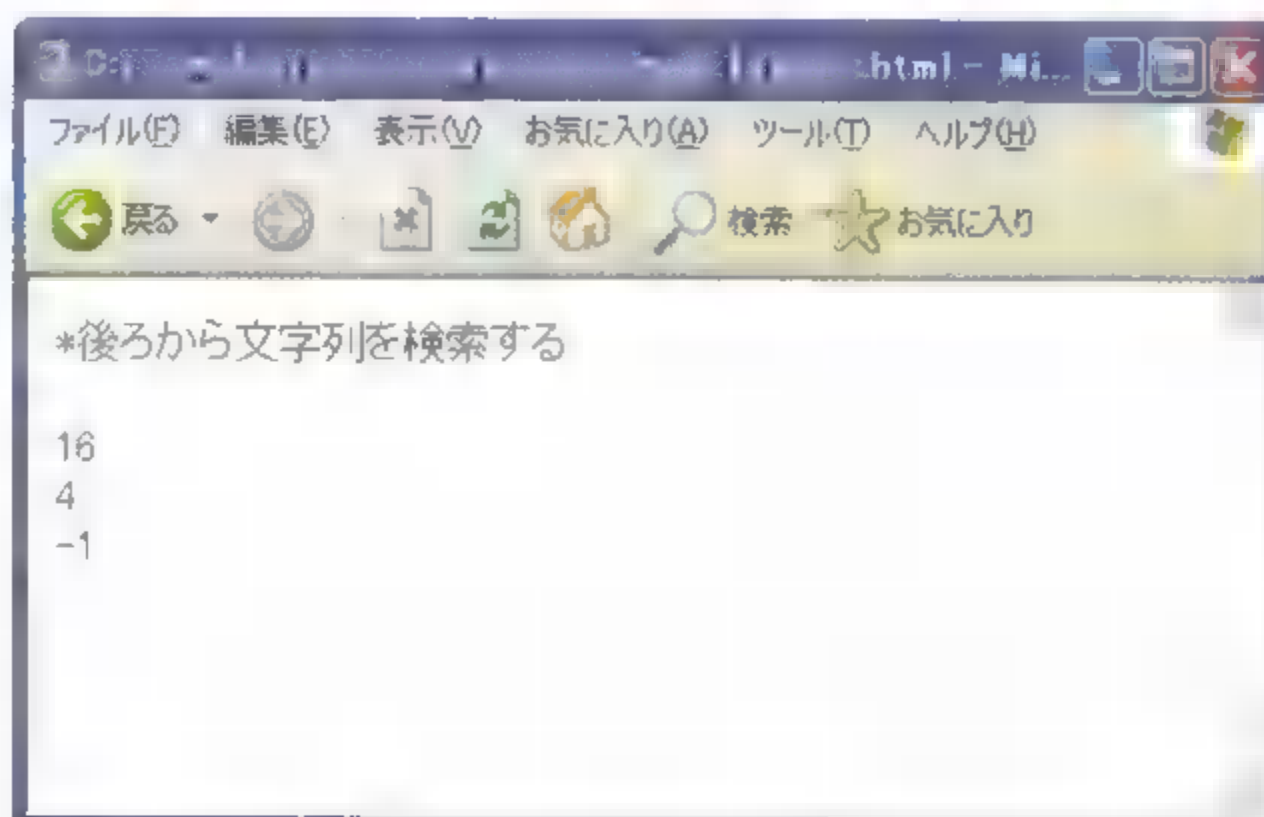 .html - Mi...
ファイル(F) 編集(E) 表示(V) お気に入り(A) ツール(T) ヘルプ(H)
戻る 検索 お気に入り
*後ろから文字列を検索する
16
4
-1